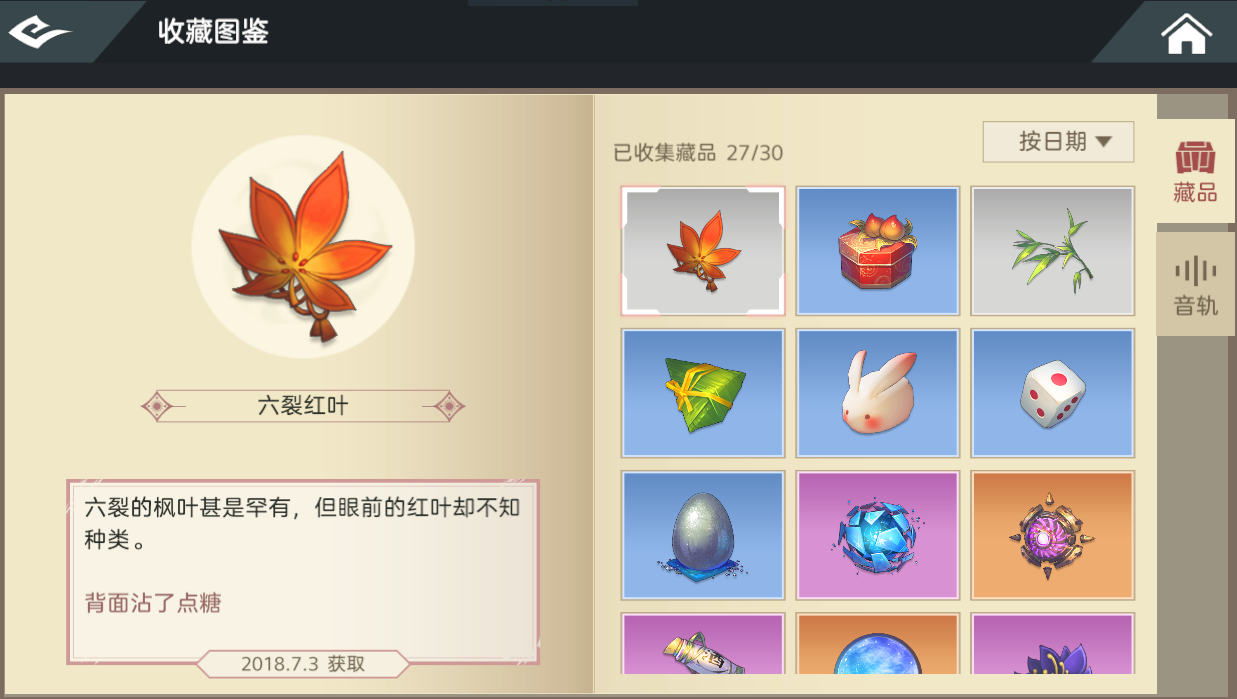 收藏图鉴
已收集藏品 27/30
按日期
藏品
音轨
六裂红叶
六裂的枫叶甚是罕有，但眼前的红叶却不知
种类。
背面沾了点糖
2018.7.3 获取